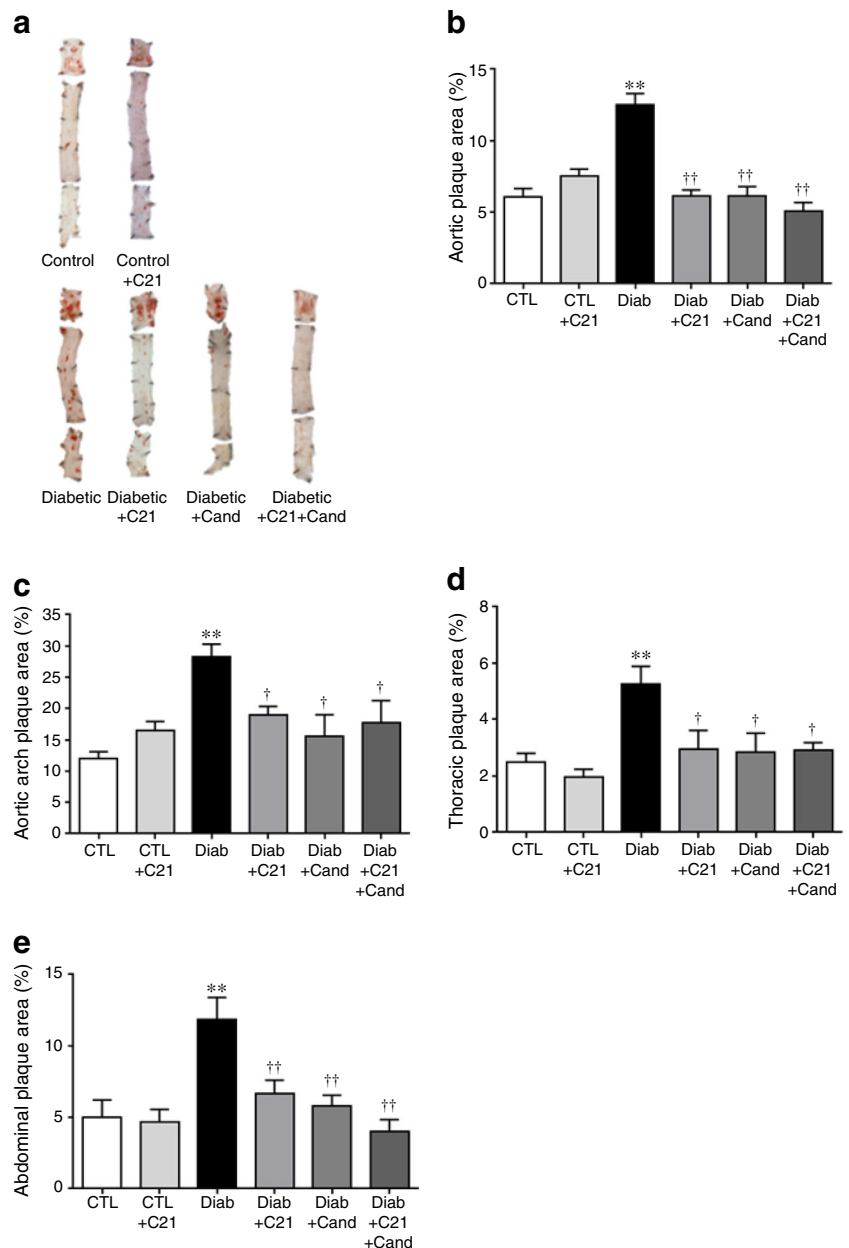 a
Control
Control
+C21
Diabetic
Diabetic
+C21
Diabetic
+Cand
Diabetic
+C21+Cand
b
Aortic plaque area (%)
15
10
5
0
**
††
††
††
CTL
CTL
+C21
Diab
Diab
+C21
Diab
+Cand
Diab
+C21
+Cand
c
Aortic arch plaque area (%)
35
30
25
20
15
10
5
0
**
†
†
†
CTL
CTL
+C21
Diab
Diab
+C21
Diab
+Cand
Diab
+C21
+Cand
d
Thoracic plaque area (%)
8
6
4
2
0
**
†
†
†
CTL
CTL
+C21
Diab
Diab
+C21
Diab
+Cand
Diab
+C21
+Cand
e
Abdominal plaque area (%)
15
10
5
0
**
††
††
††
CTL
CTL
+C21
Diab
Diab
+C21
Diab
+Cand
Diab
+C21
+Cand